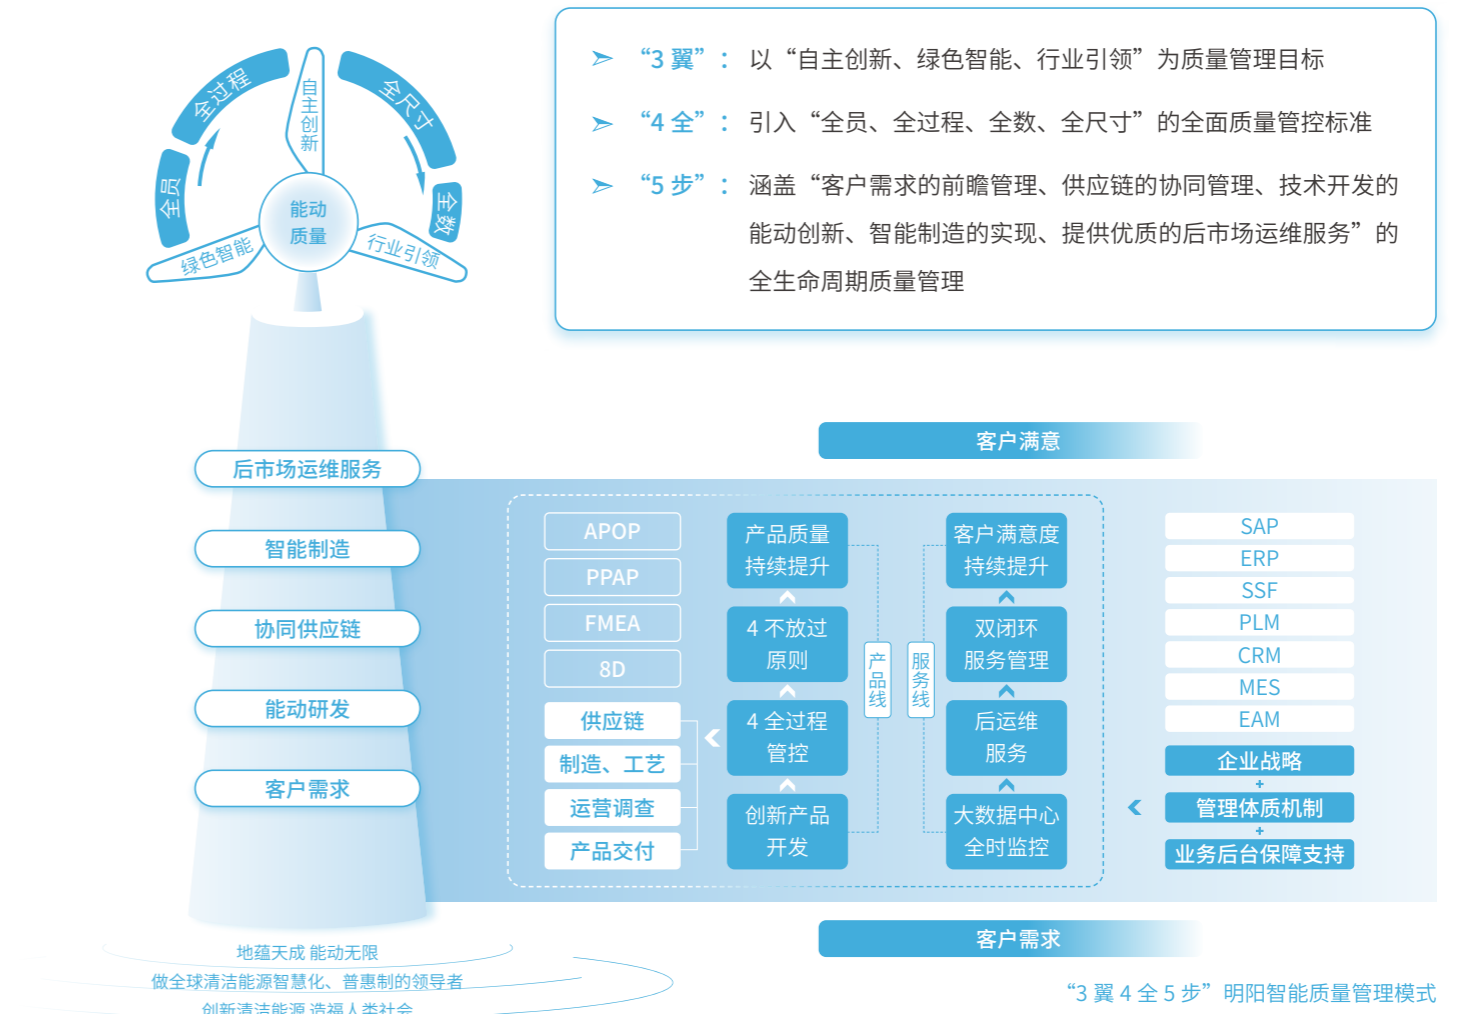 “3 翼”： 以“自主创新、绿色智能、行业引领”为质量管理目标
“4 全”： 引入“全员、全过程、全数、全尺寸”的全面质量管控标准
“5 步”： 涵盖“客户需求的前瞻管理、供应链的协同管理、技术开发的
能动创新、智能制造的实现、提供优质的后市场运维服务”的
全生命周期质量管理
全员
全过程
全尺寸
全数
自主创新
绿色智能
行业引领
能动
质量
后市场运维服务
智能制造
协同供应链
能动研发
客户需求
地蕴天成 能动无限
做全球清洁能源智慧化、普惠制的领导者
创新清洁能源 造福人类社会
客户满意
APOP
PPAP
FMEA
8D
供应链
制造、工艺
运营调查
产品交付
产品质量
持续提升
4 不放过
原则
4 全过程
管控
创新产品
开发
产品线
服务线
客户满意度
持续提升
双闭环
服务管理
后运维
服务
大数据中心
全时监控
SAP
ERP
SSF
PLM
CRM
MES
EAM
企业战略
+
管理体质机制
+
业务后台保障支持
客户需求
“3 翼 4 全 5 步”明阳智能质量管理模式